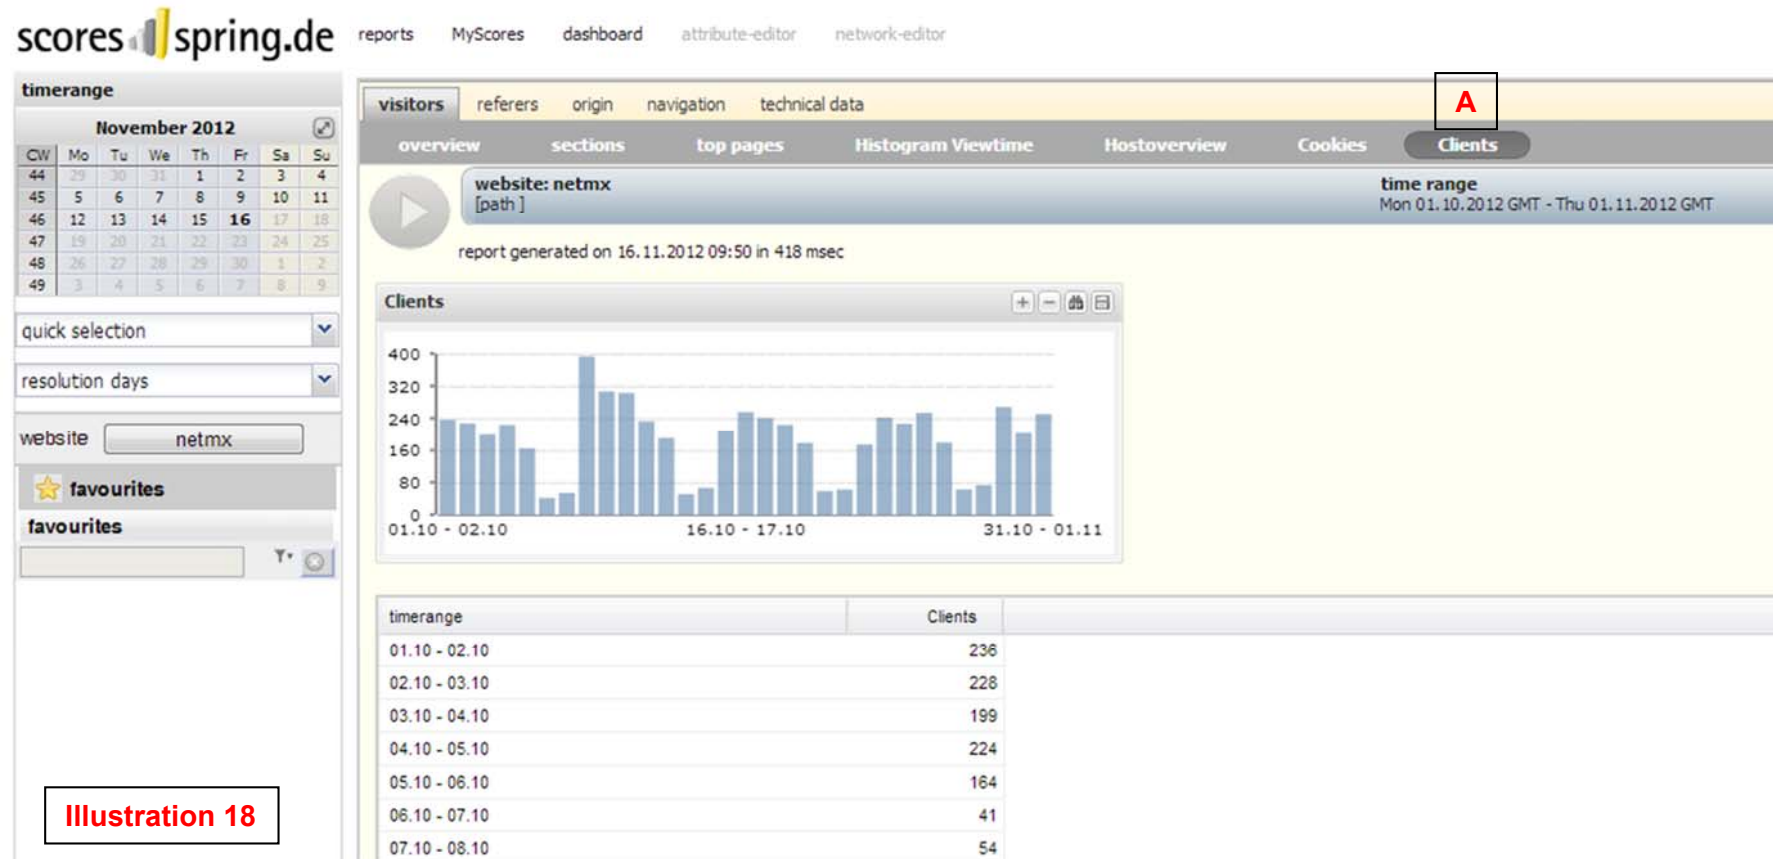 scores spring.de
reports MyScores dashboard attribute-editor network-editor
timerange
November 2012
CW Mo Tu We Th Fr Sa Su
44 29 30 31 1 2 3 4
45 5 6 7 8 9 10 11
46 12 13 14 15 16 17 18
47 19 20 21 22 23 24 25
48 26 27 28 29 30 1 2
49 3 4 5 6 7 8 9
quick selection
resolution days
website netmx
favourites
favourites
Illustration 18
visitors referers origin navigation technical data
A
overview sections top pages Histogram Viewtime Hostoverview Cookies Clients
website: netmx
[path ]
time range
Mon 01.10.2012 GMT - Thu 01.11.2012 GMT
report generated on 16.11.2012 09:50 in 418 msec
Clients
400
320
240
160
80
0
01.10 - 02.10 16.10 - 17.10 31.10 - 01.11
timerange Clients
01.10 - 02.10 236
02.10 - 03.10 228
03.10 - 04.10 199
04.10 - 05.10 224
05.10 - 06.10 164
06.10 - 07.10 41
07.10 - 08.10 54